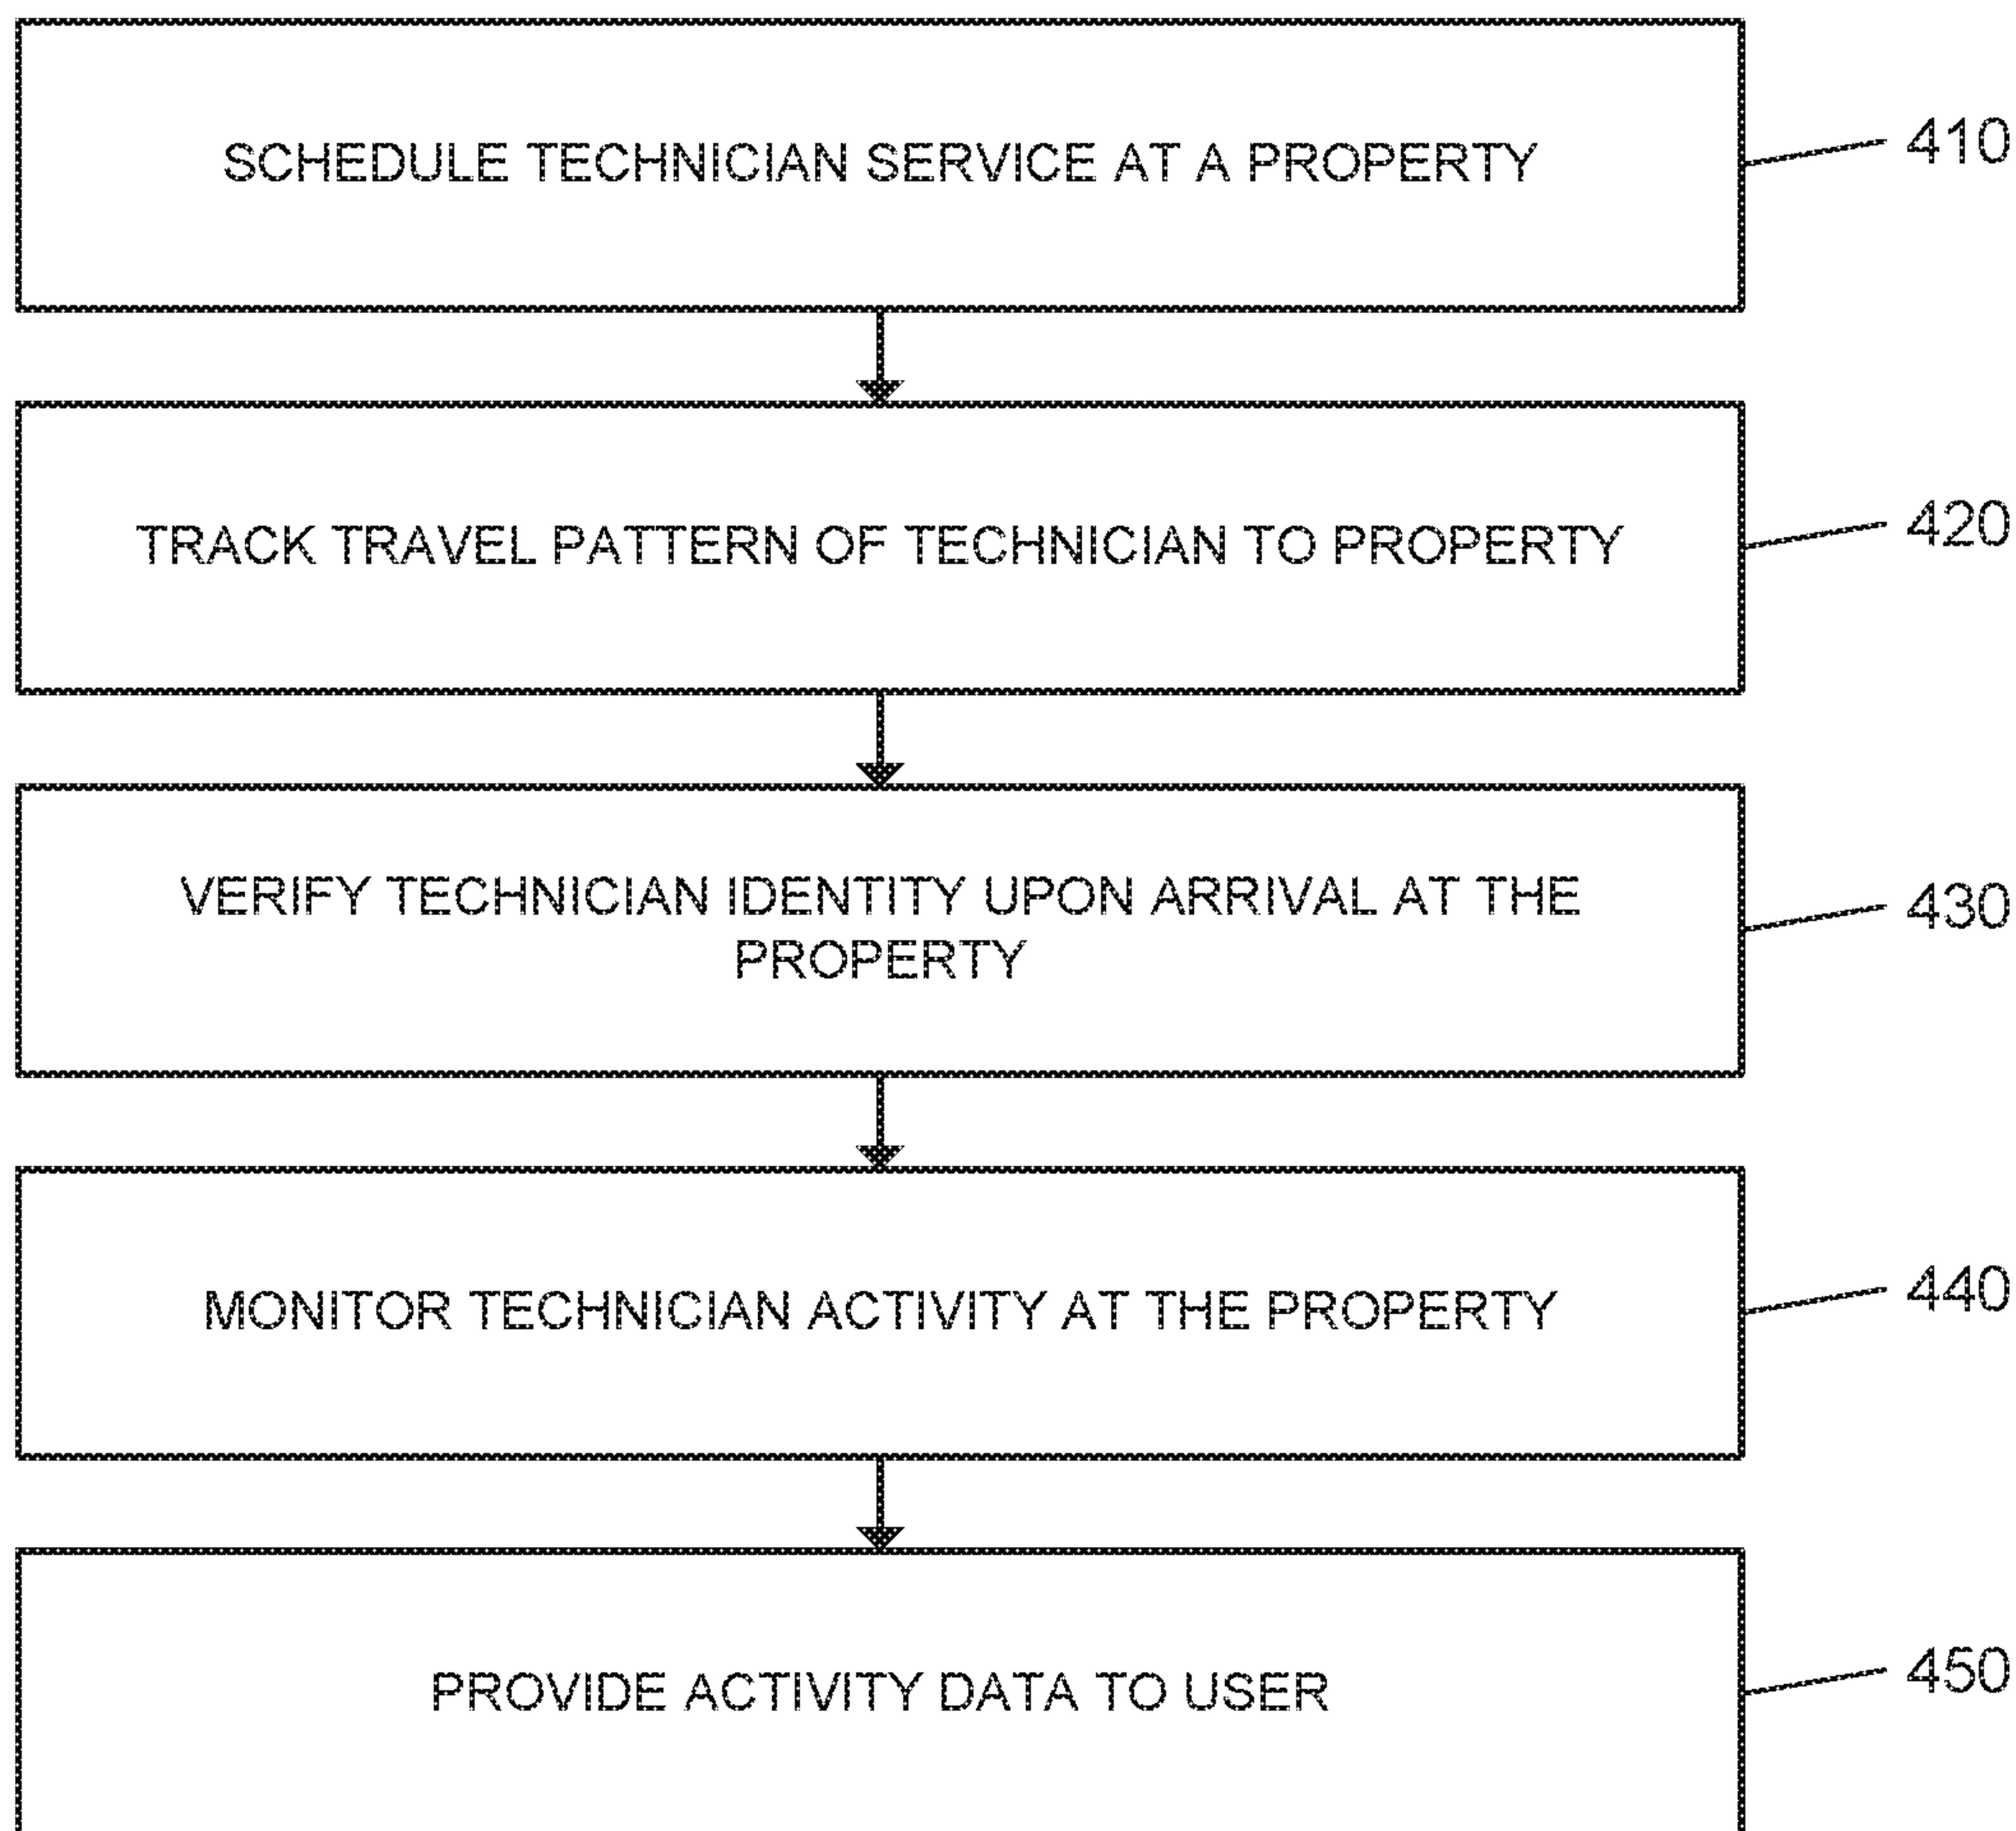 SCHEDULE TECHNICIAN SERVICE AT A PROPERTY
410
TRACK TRAVEL PATTERN OF TECHNICIAN TO PROPERTY
420
VERIFY TECHNICIAN IDENTITY UPON ARRIVAL AT THE
PROPERTY
430
MONITOR TECHNICIAN ACTIVITY AT THE PROPERTY
440
PROVIDE ACTIVITY DATA TO USER
450